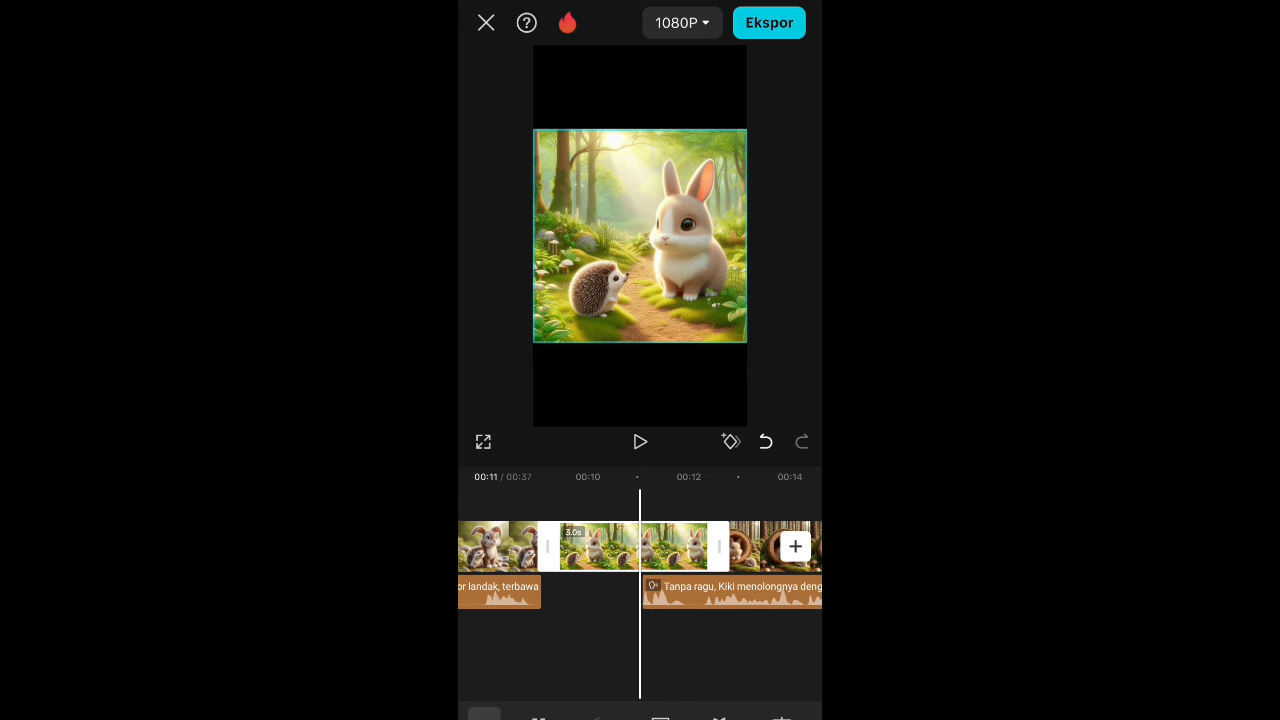 1080P Ekspor
00:11 / 00:37 00:10 00:12 00:14
3.0s
or landak, terbawa
Tanpa ragu, Kiki menolongnya deng